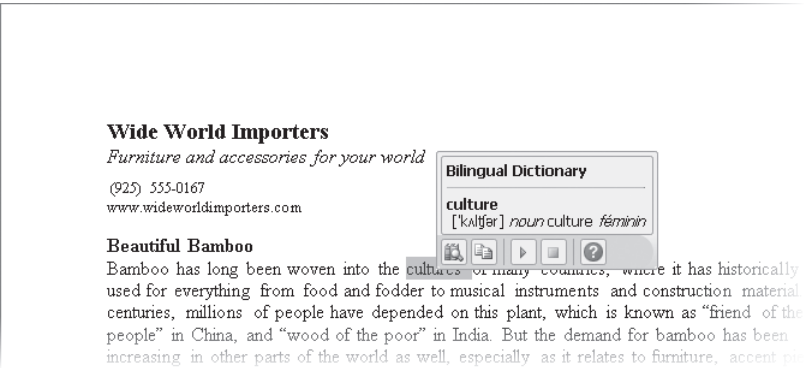 Wide World Importers
Furniture and accessories for your world
(925) 555-0167
www.wideworldimporters.com
Bilingual Dictionary
culture
['kʌltʃər] noun culture féminin
Beautiful Bamboo
Bamboo has long been woven into the cultures of many countries, where it has historically
used for everything from food and fodder to musical instruments and construction material
centuries, millions of people have depended on this plant, which is known as “friend of the
people” in China, and “wood of the poor” in India. But the demand for bamboo has been
increasing in other parts of the world as well, especially as it relates to furniture, accent